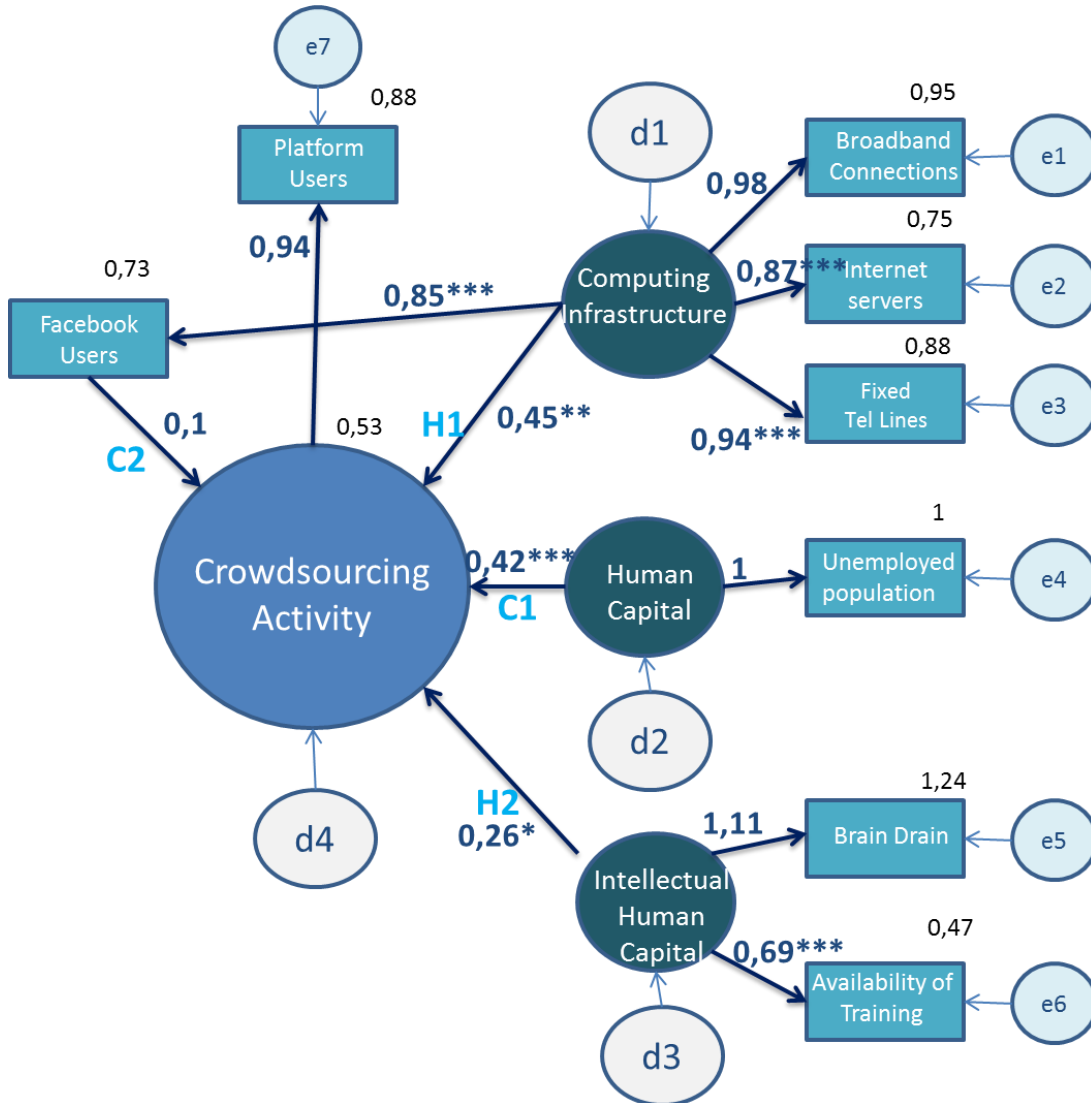 e7
0,88
Platform
Users
0,94
0,73
Facebook
Users
0,1
C2
0,53
Crowdsourcing
Activity
d4
d1
Computing
Infrastructure
0,85***
H1
0,45**
0,98
0,95
Broadband
Connections
e1
0,87***
0,75
Internet
servers
e2
0,94***
0,88
Fixed
Tel Lines
e3
0,42***
C1
Human
Capital
d2
1
1
Unemployed
population
e4
H2
0,26*
Intellectual
Human
Capital
d3
1,11
1,24
Brain Drain
e5
0,69***
0,47
Availability of
Training
e6